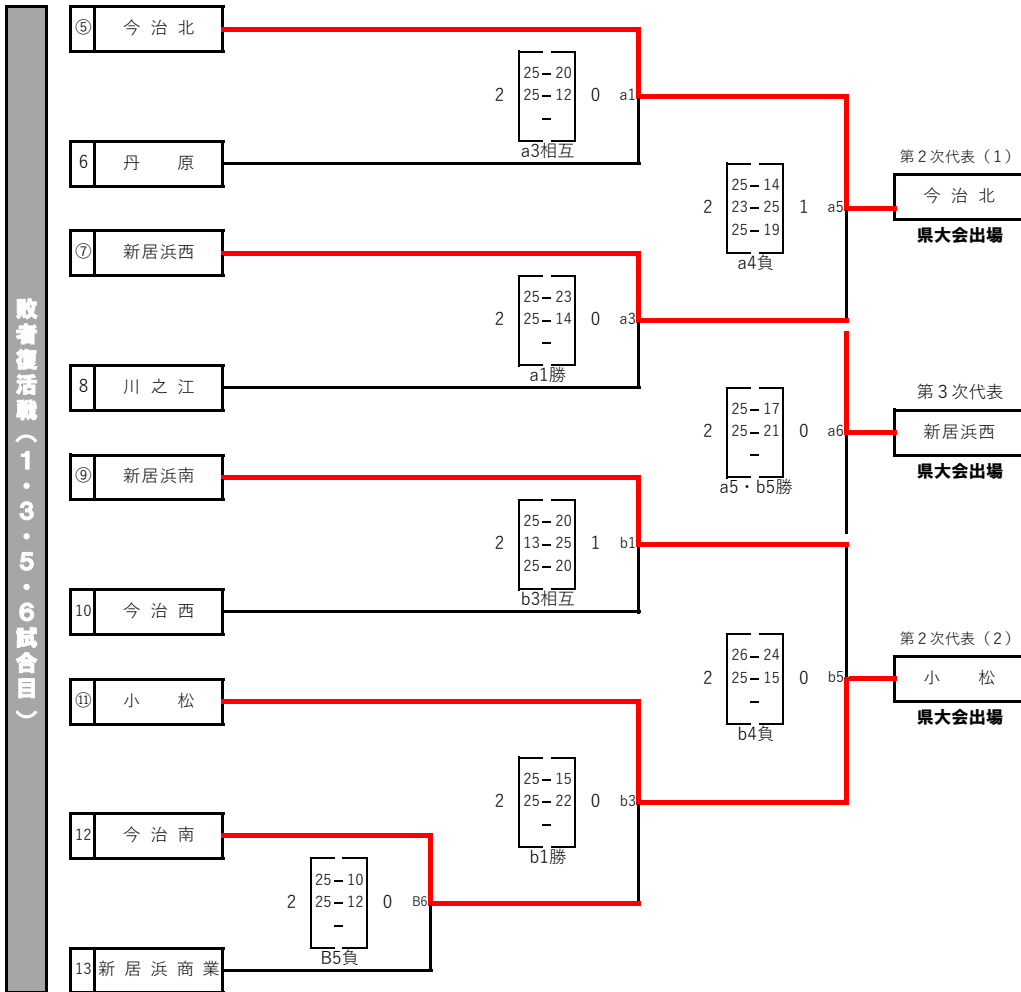 敗者復活戦（１・３・５・６試合目）
⑤ 今治北
25－20
2 25－12 0 a1
－
a3相互
6 丹原
第２次代表（１）
25－14
2 23－25 1 a5
25－19
a4負
今治北
県大会出場
⑦ 新居浜西
25－23
2 25－14 0 a3
－
a1勝
8 川之江
第３次代表
25－17
2 25－21 0 a6
－
a5・b5勝
新居浜西
県大会出場
⑨ 新居浜南
25－20
2 13－25 1 b1
25－20
b3相互
10 今治西
第２次代表（２）
26－24
2 25－15 0 b5
－
b4負
小松
県大会出場
⑪ 小松
25－15
2 25－22 0 b3
－
b1勝
12 今治南
25－10
2 25－12 0 B6
－
B5負
13 新居浜商業